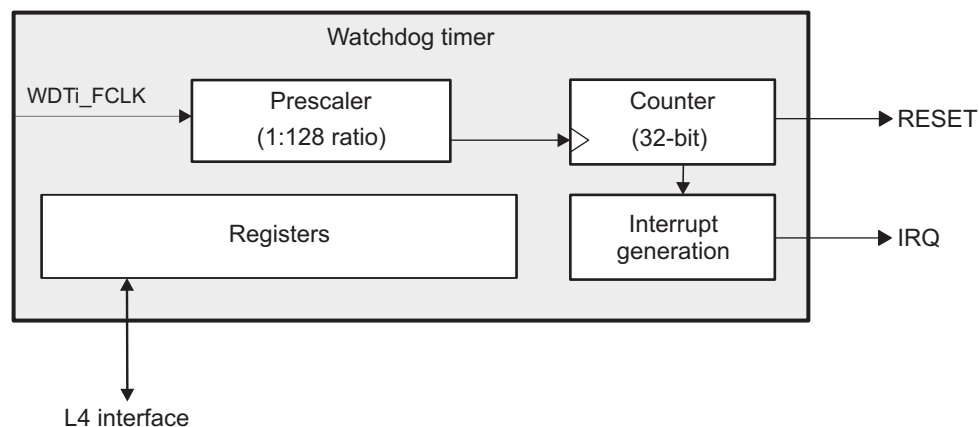 Watchdog timer
WDTi_FCLK
Prescaler
(1:128 ratio)
Counter
(32-bit)
RESET
Registers
Interrupt
generation
IRQ
L4 interface